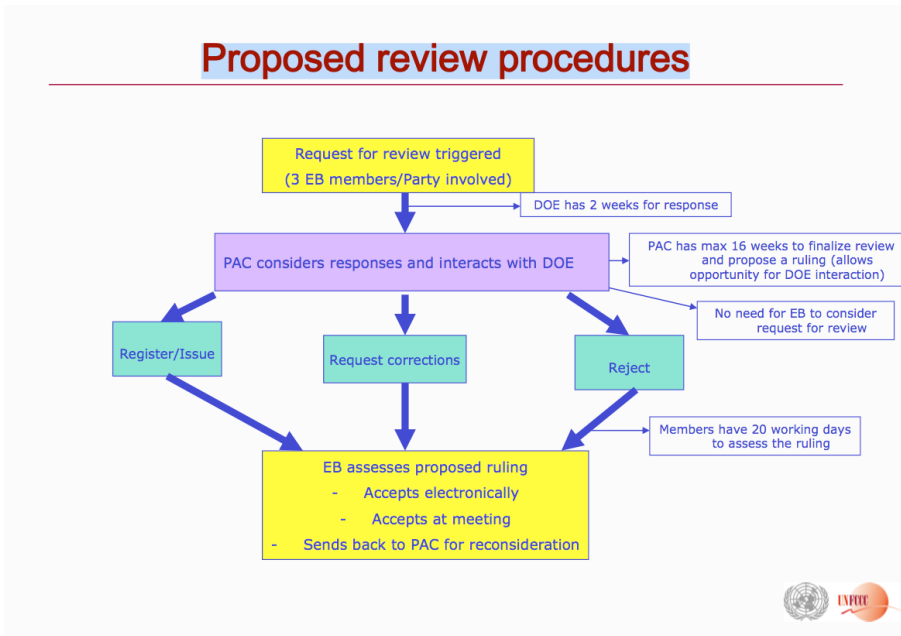 Proposed review procedures
Request for review triggered
(3 EB members/Party involved)
DOE has 2 weeks for response
PAC considers responses and interacts with DOE
PAC has max 16 weeks to finalize review
and propose a ruling (allows
opportunity for DOE interaction)
No need for EB to consider
request for review
Register/Issue
Request corrections
Reject
Members have 20 working days
to assess the ruling
EB assesses proposed ruling
- Accepts electronically
- Accepts at meeting
- Sends back to PAC for reconsideration
UNFCCC